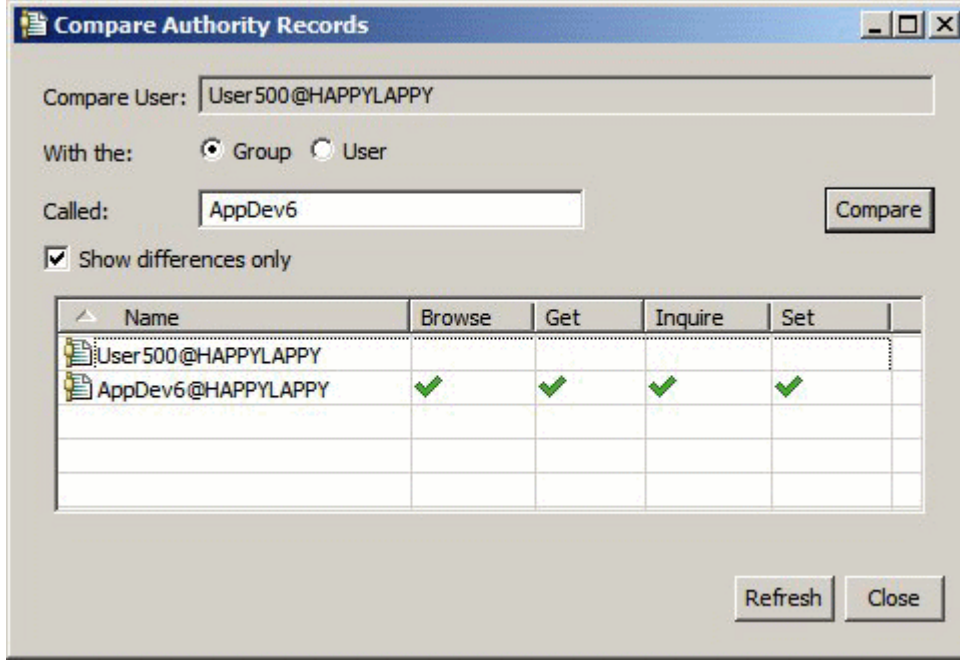 Compare Authority Records
Compare User: User500@HAPPYLAPPY
With the: Group User
Called: AppDev6 Compare
Show differences only
Name Browse Get Inquire Set
User500@HAPPYLAPPY
AppDev6@HAPPYLAPPY
Refresh Close